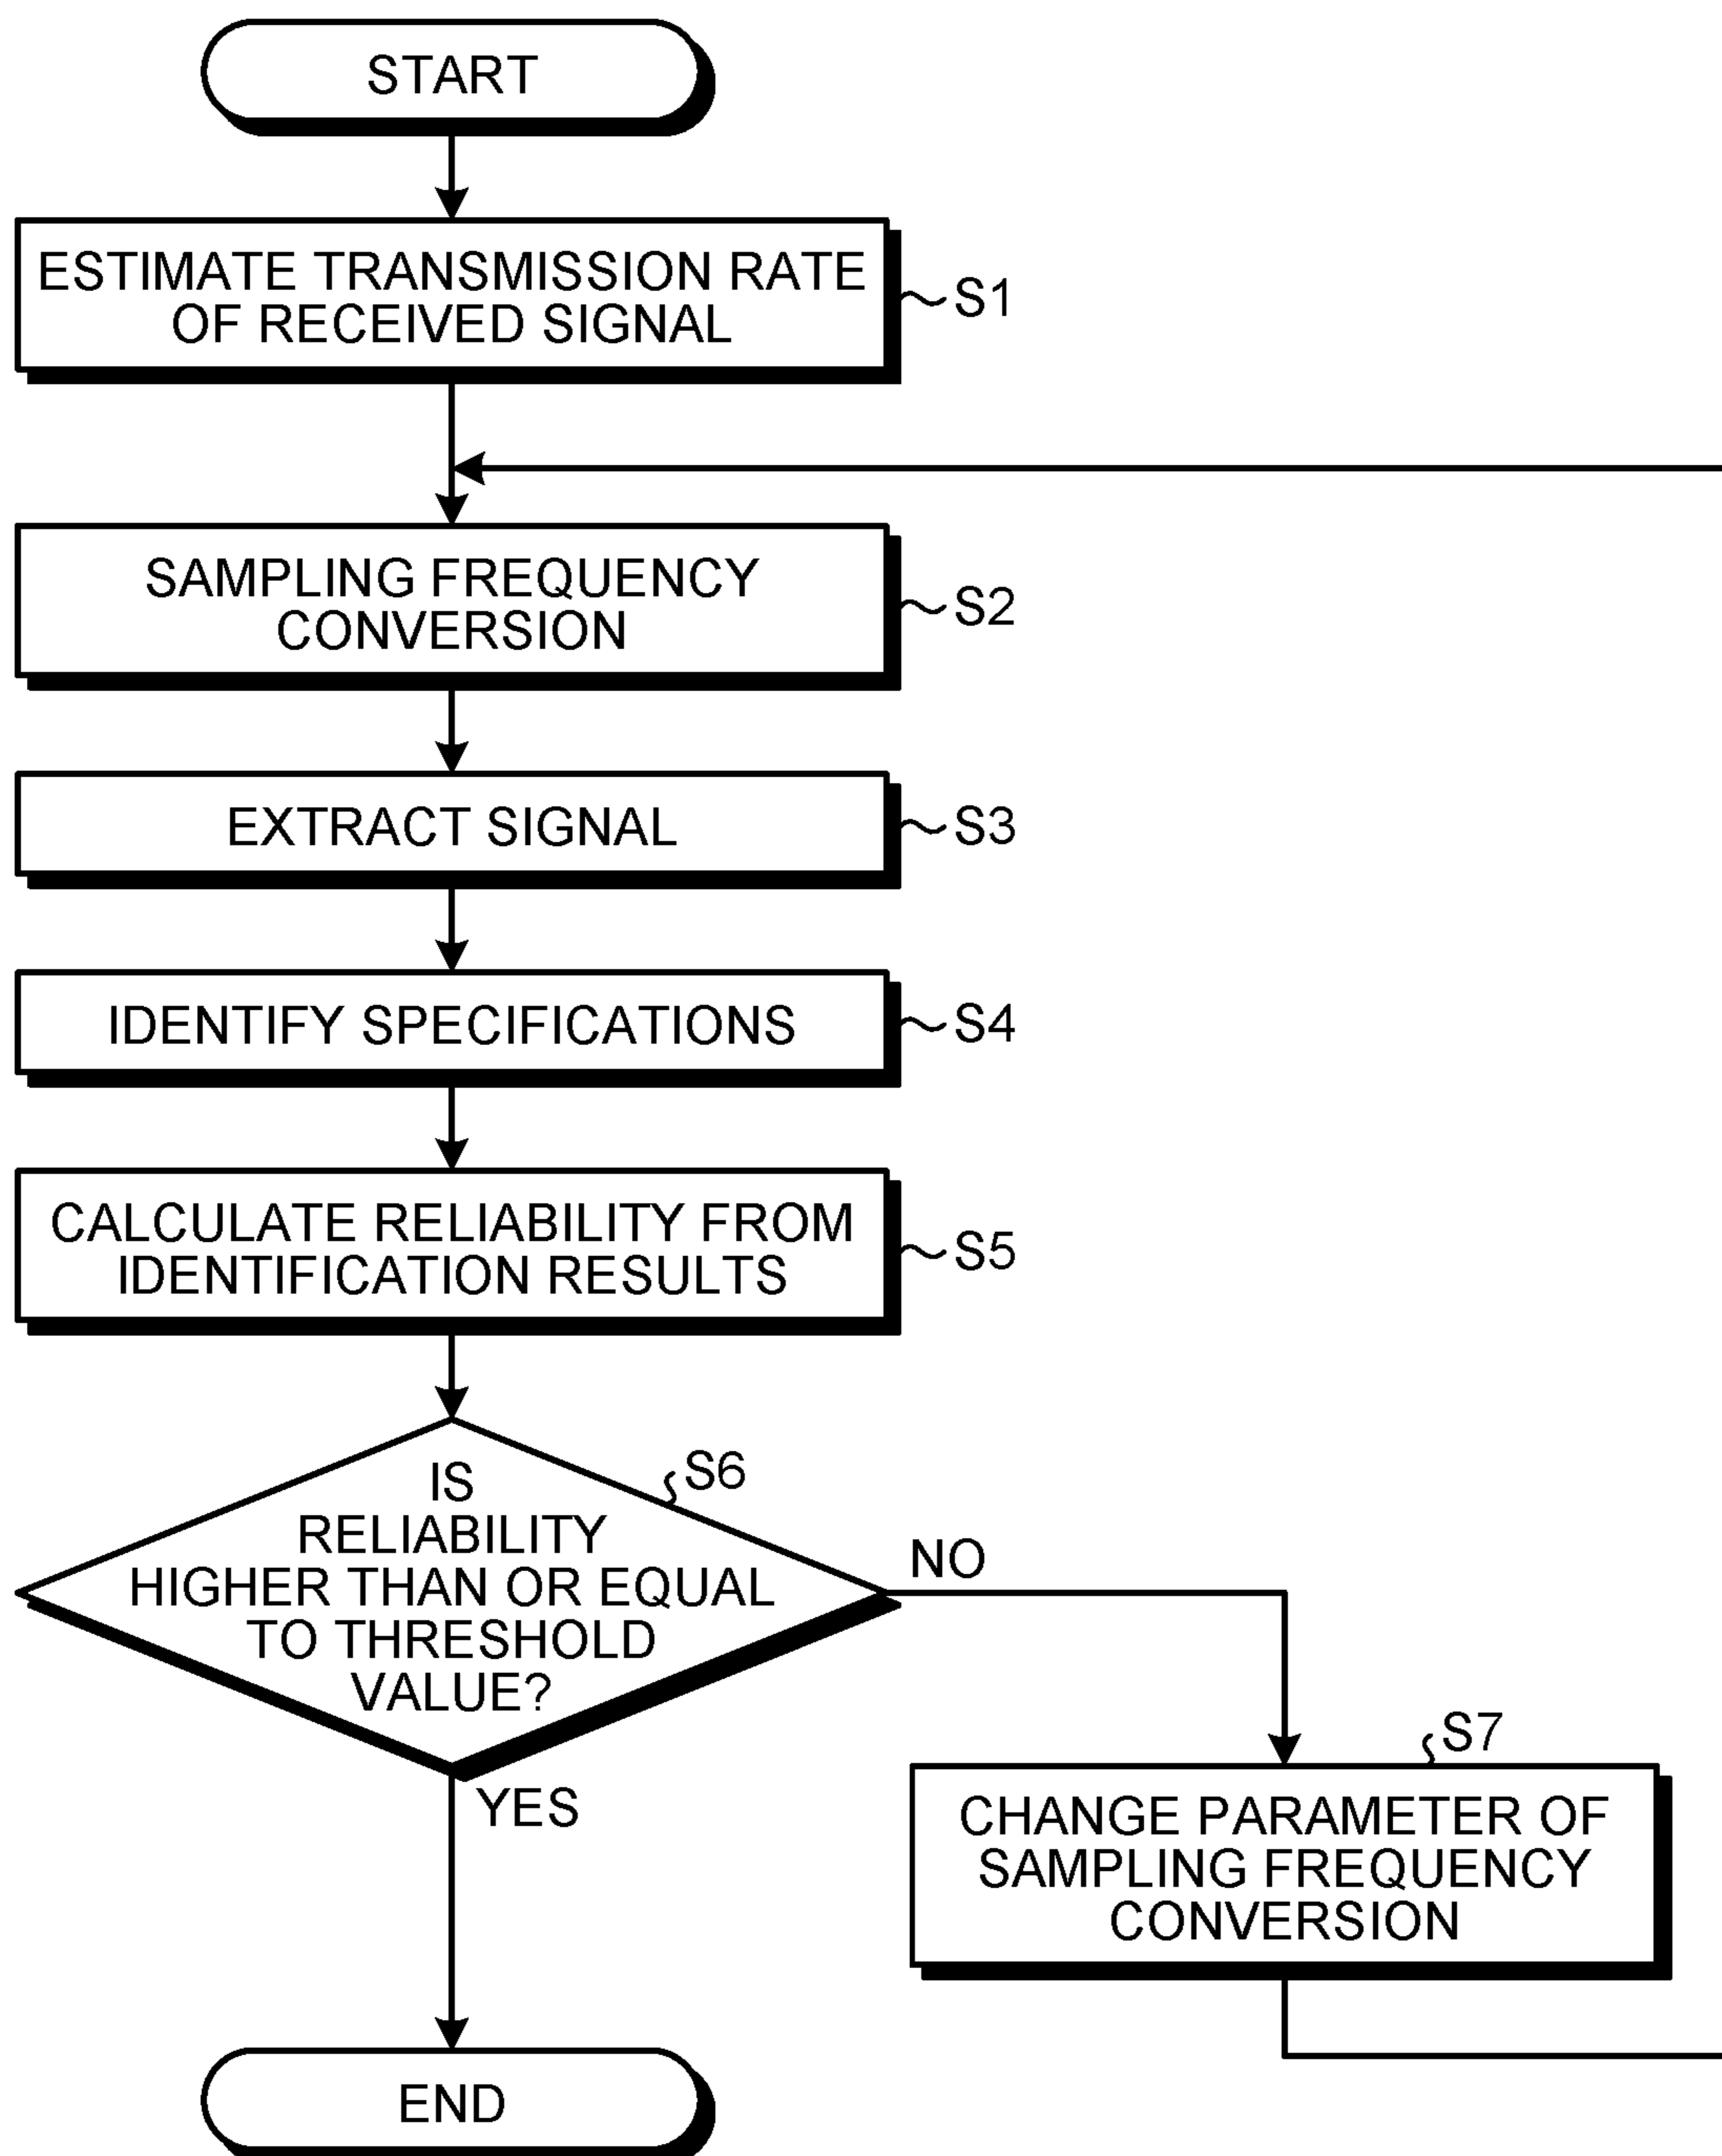 START
ESTIMATE TRANSMISSION RATE
OF RECEIVED SIGNAL
S1
SAMPLING FREQUENCY
CONVERSION
S2
EXTRACT SIGNAL
S3
IDENTIFY SPECIFICATIONS
S4
CALCULATE RELIABILITY FROM
IDENTIFICATION RESULTS
S5
IS
RELIABILITY
HIGHER THAN OR EQUAL
TO THRESHOLD
VALUE?
S6
NO
YES
S7
CHANGE PARAMETER OF
SAMPLING FREQUENCY
CONVERSION
END